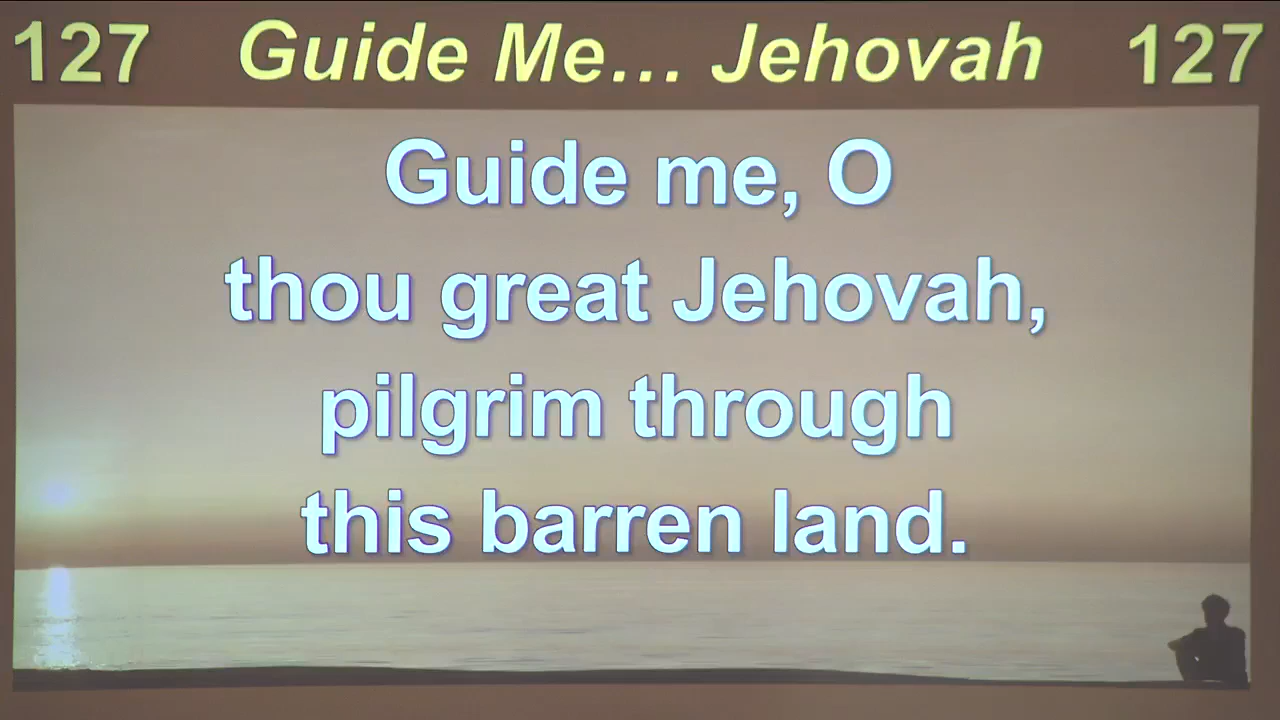 127 Guide Me... Jehovah 127
Guide me, O
thou great Jehovah,
pilgrim through
this barren land.